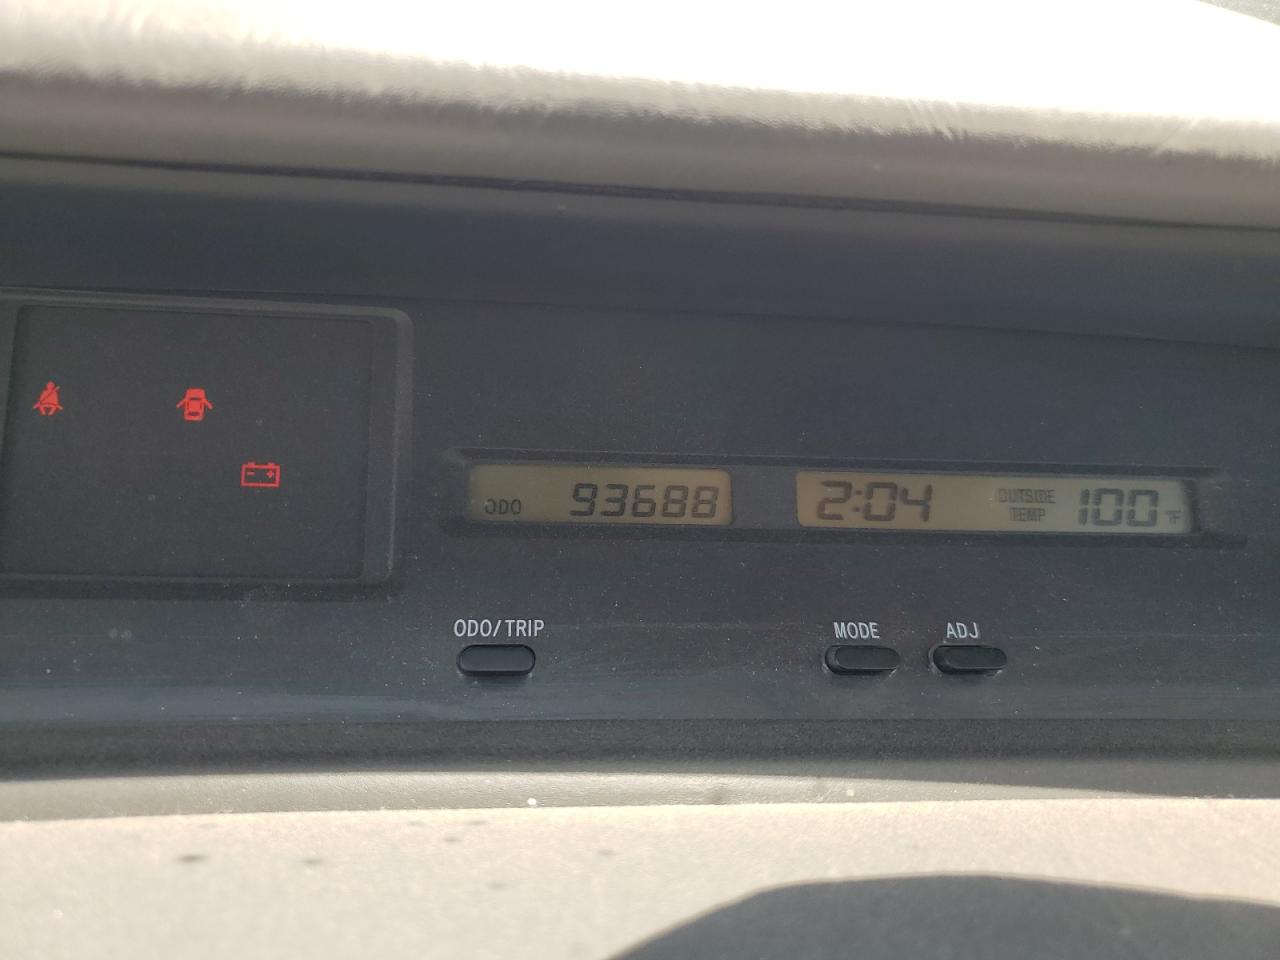 ODO 93688
2:04 OUTSIDE TEMP 100 °F
ODO/TRIP
MODE ADJ